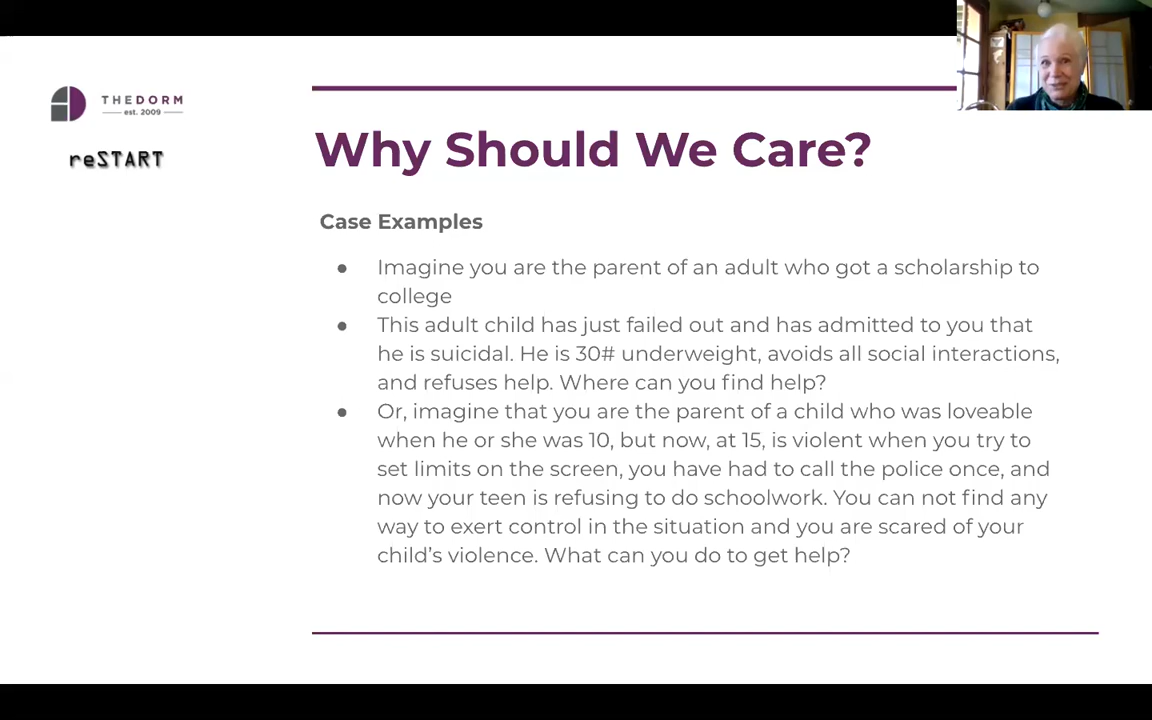 THEDORM
est. 2009
reSTART
Why Should We Care?
Case Examples
● Imagine you are the parent of an adult who got a scholarship to
college
● This adult child has just failed out and has admitted to you that
he is suicidal. He is 30# underweight, avoids all social interactions,
and refuses help. Where can you find help?
● Or, imagine that you are the parent of a child who was loveable
when he or she was 10, but now, at 15, is violent when you try to
set limits on the screen, you have had to call the police once, and
now your teen is refusing to do schoolwork. You can not find any
way to exert control in the situation and you are scared of your
child’s violence. What can you do to get help?